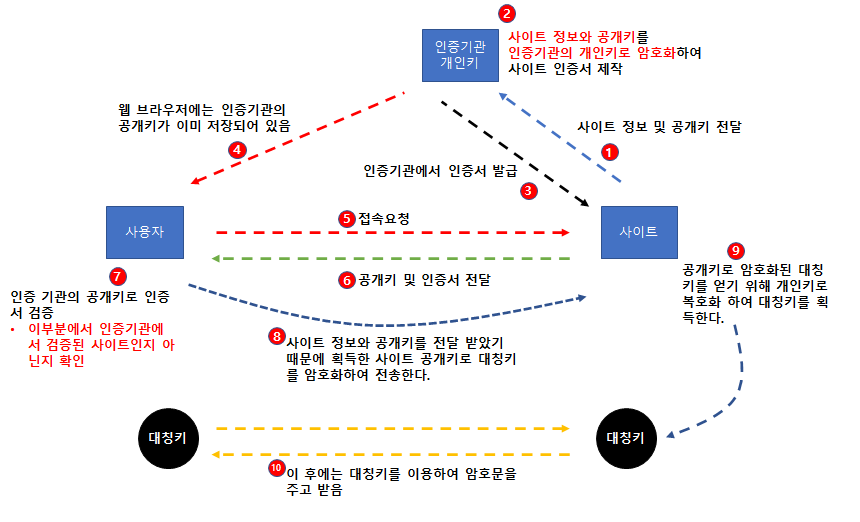 2
인증기관
개인키
사이트 정보와 공개키를
인증기관의 개인키로 암호화하여
사이트 인증서 제작
웹 브라우저에는 인증기관의
공개키가 이미 저장되어 있음
4
사이트 정보 및 공개키 전달
1
인증기관에서 인증서 발급
3
사용자
5 접속요청
사이트
6 공개키 및 인증서 전달
7
인증 기관의 공개키로 인증
서 검증
• 이부분에서 인증기관에
서 검증된 사이트인지 아
닌지 확인
8 사이트 정보와 공개키를 전달 받았기
때문에 획득한 사이트 공개키로 대칭키
를 암호화하여 전송한다.
9
공개키로 암호화된 대칭
키를 얻기 위해 개인키로
복호화 하여 대칭키를 획
득한다.
대칭키
대칭키
10 이 후에는 대칭키를 이용하여 암호문을
주고 받음